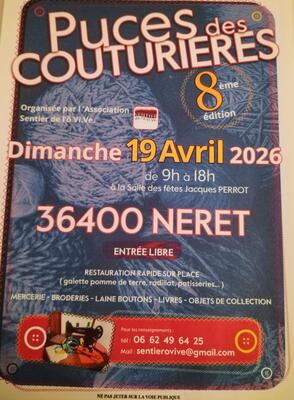 Puces des
COUTURIÈRES
8ème
édition
Organisée par l'Association
Sentier de l'ô Vi.Ve.
Dimanche 19 Avril 2026
de 9h à 18h
à la Salle des fêtes Jacques PERROT
36400 NERET
ENTRÉE LIBRE
RESTAURATION RAPIDE SUR PLACE
( galette pomme de terre, radillat, patisseries... )
MERCERIE - BRODERIES - LAINE BOUTONS - LIVRES - OBJETS DE COLLECTION
Pour les renseignements :
tél : 06 62 49 64 25
Mail : sentierovive@gmail.com
NE PAS JETER SUR LA VOIE PUBLIQUE